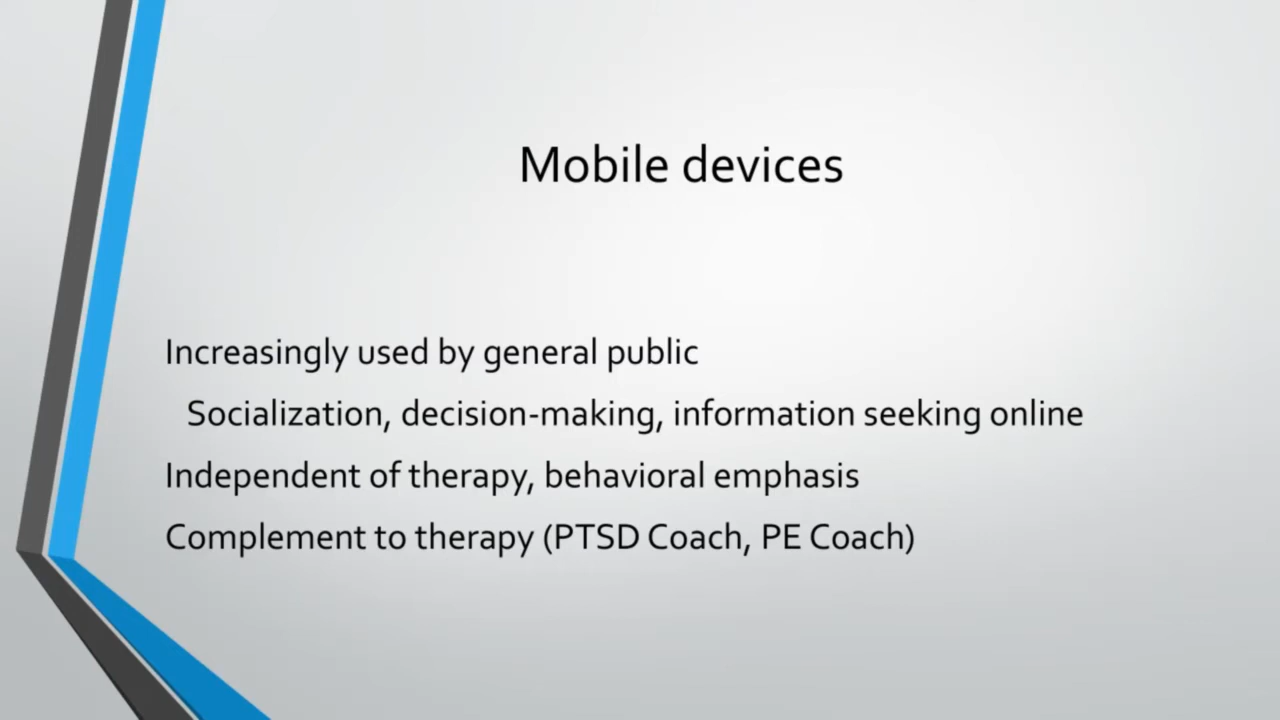 Mobile devices
Increasingly used by general public
Socialization, decision-making, information seeking online
Independent of therapy, behavioral emphasis
Complement to therapy (PTSD Coach, PE Coach)